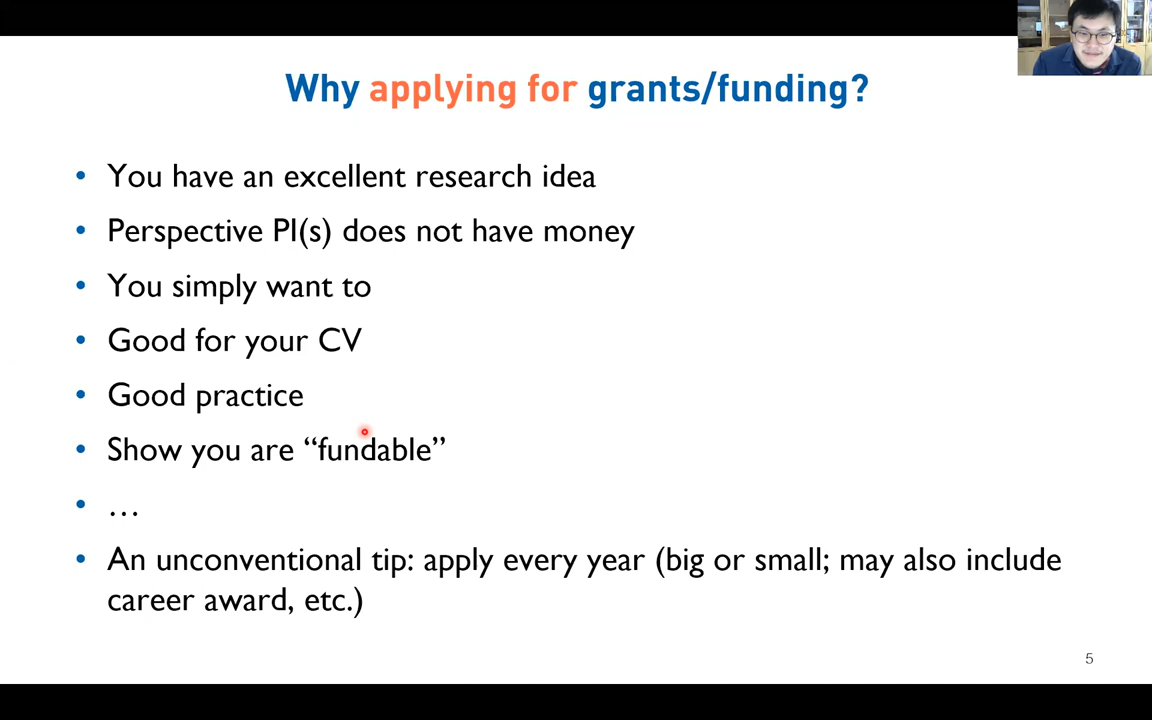 Why applying for grants/funding?
• You have an excellent research idea
• Perspective PI(s) does not have money
• You simply want to
• Good for your CV
• Good practice
• Show you are “fundable”
• …
• An unconventional tip: apply every year (big or small; may also include
career award, etc.)
5